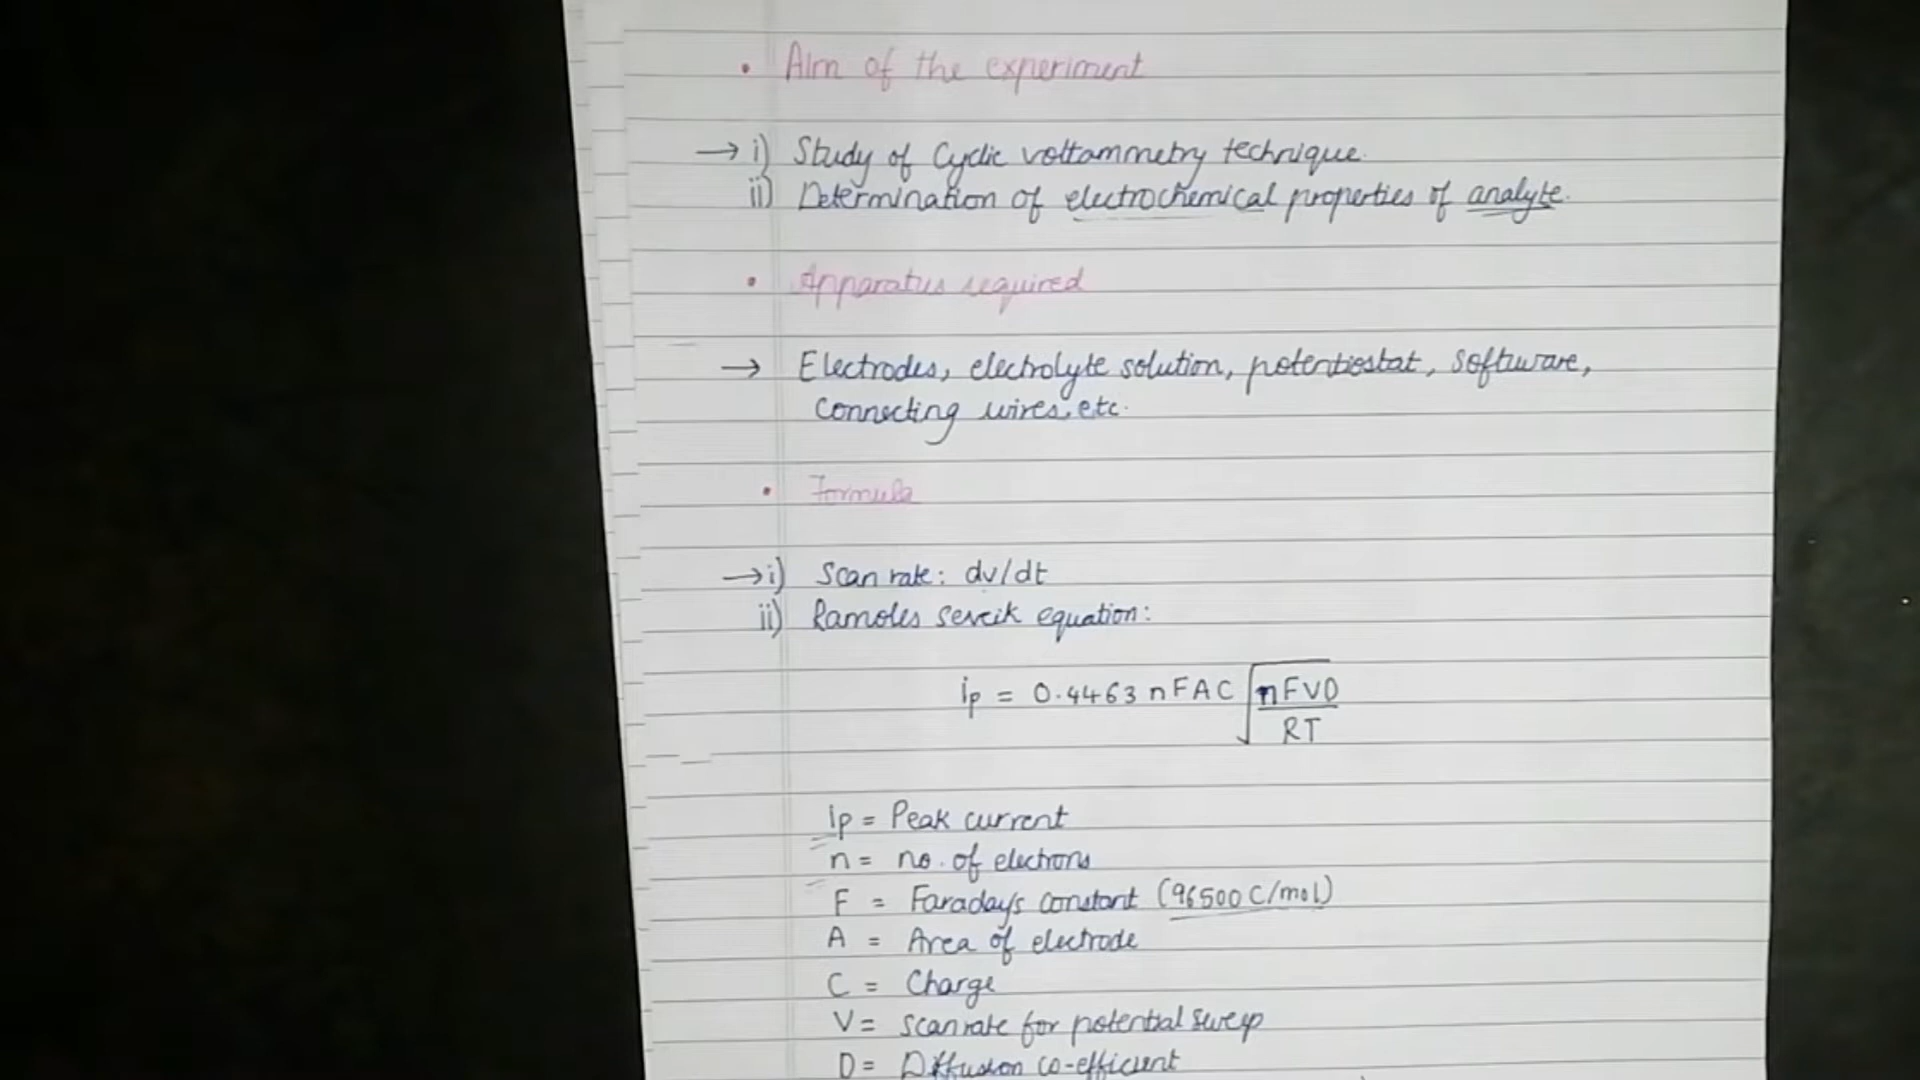 • Aim of the experiment
→ i) Study of Cyclic voltammetry technique.
ii) Determination of electrochemical properties of analyte.
• Apparatus required
→ Electrodes, electrolyte solution, potentiostat, software,
connecting wires, etc.
• Formula
→ i) Scan rate: dv/dt
ii) Ramoles sevcik equation:
ip = 0.4463 nFAC √nFVD/RT
ip = Peak current
n = no. of electrons
F = Faradays constant (96500 C/mol)
A = Area of electrode
C = Charge
V = scan rate for potential sweep
D = Diffusion co-efficient